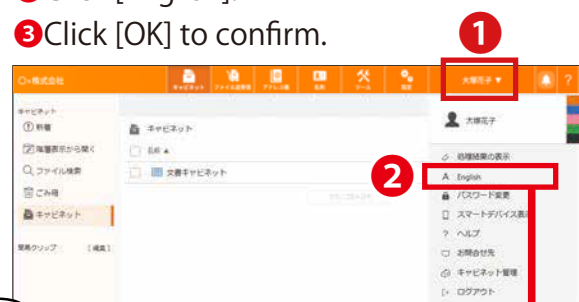 ❸Click [OK] to confirm.
❶
○×株式会社
キャビネット ファイル送受信 アドレス帳 名刺 ツール 設定
大塚花子 ▼
?
キャビネット
新着
階層表示から開く
ファイル検索
ごみ箱
キャビネット
簡易クリップ [編集]
キャビネット
名前 ▲
文書キャビネット
大塚花子
処理結果の表示
❷
A English
パスワード変更
スマートデバイス表示
? ヘルプ
お問合せ先
キャビネット管理
ログアウト